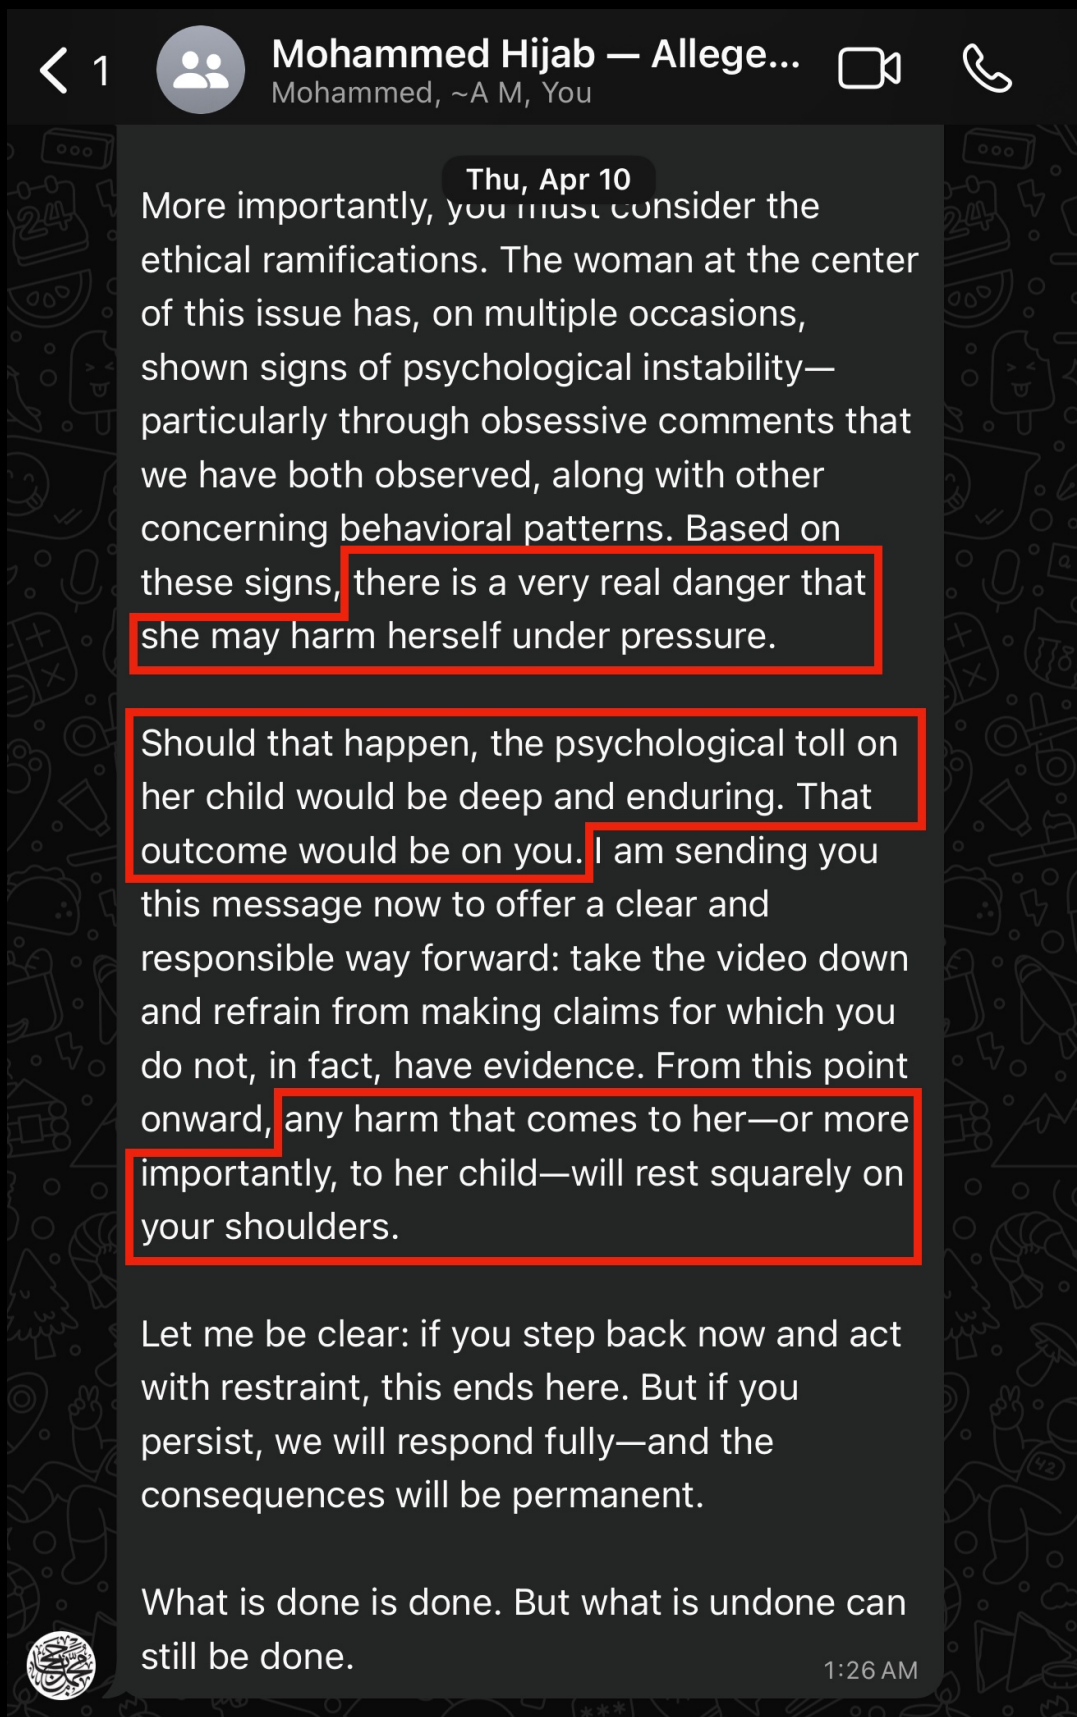 1
Mohammed Hijab — Allege...
Mohammed, ~A M, You
Thu, Apr 10
More importantly, you must consider the
ethical ramifications. The woman at the center
of this issue has, on multiple occasions,
shown signs of psychological instability—
particularly through obsessive comments that
we have both observed, along with other
concerning behavioral patterns. Based on
these signs, there is a very real danger that
she may harm herself under pressure.
Should that happen, the psychological toll on
her child would be deep and enduring. That
outcome would be on you. I am sending you
this message now to offer a clear and
responsible way forward: take the video down
and refrain from making claims for which you
do not, in fact, have evidence. From this point
onward, any harm that comes to her—or more
importantly, to her child—will rest squarely on
your shoulders.
Let me be clear: if you step back now and act
with restraint, this ends here. But if you
persist, we will respond fully—and the
consequences will be permanent.
What is done is done. But what is undone can
still be done.
1:26 AM